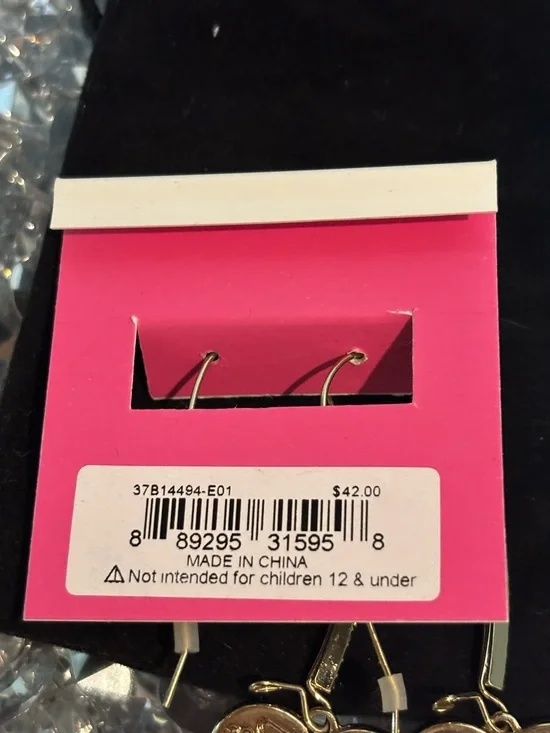 37B14494-E01 $42.00
8 89295 31595 8
MADE IN CHINA
⚠ Not intended for children 12 & under